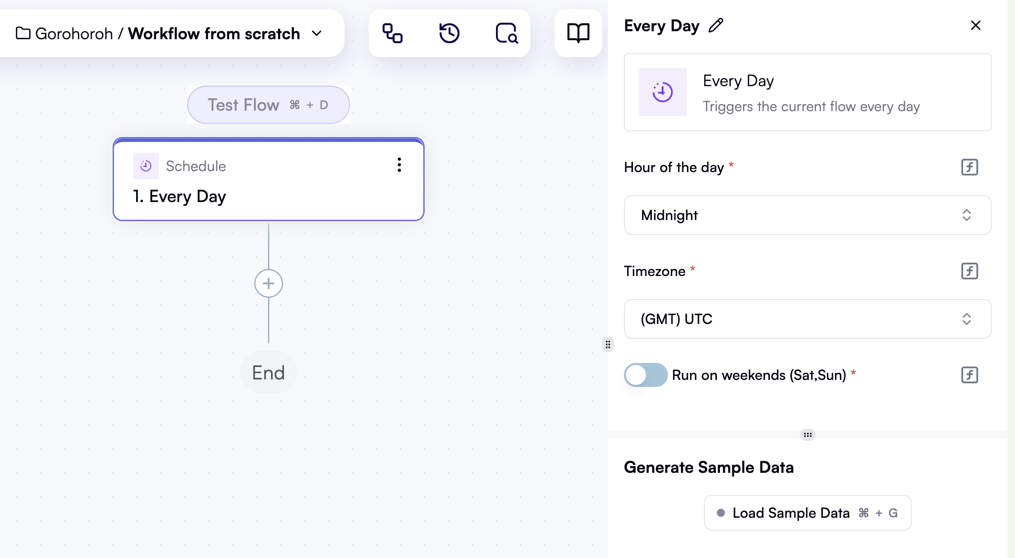 Gorohoroh / Workflow from scratch
Test Flow ⌘ + D
Schedule
1. Every Day
End
Every Day
Every Day
Triggers the current flow every day
Hour of the day *
Midnight
Timezone *
(GMT) UTC
Run on weekends (Sat,Sun) *
Generate Sample Data
Load Sample Data ⌘ + G